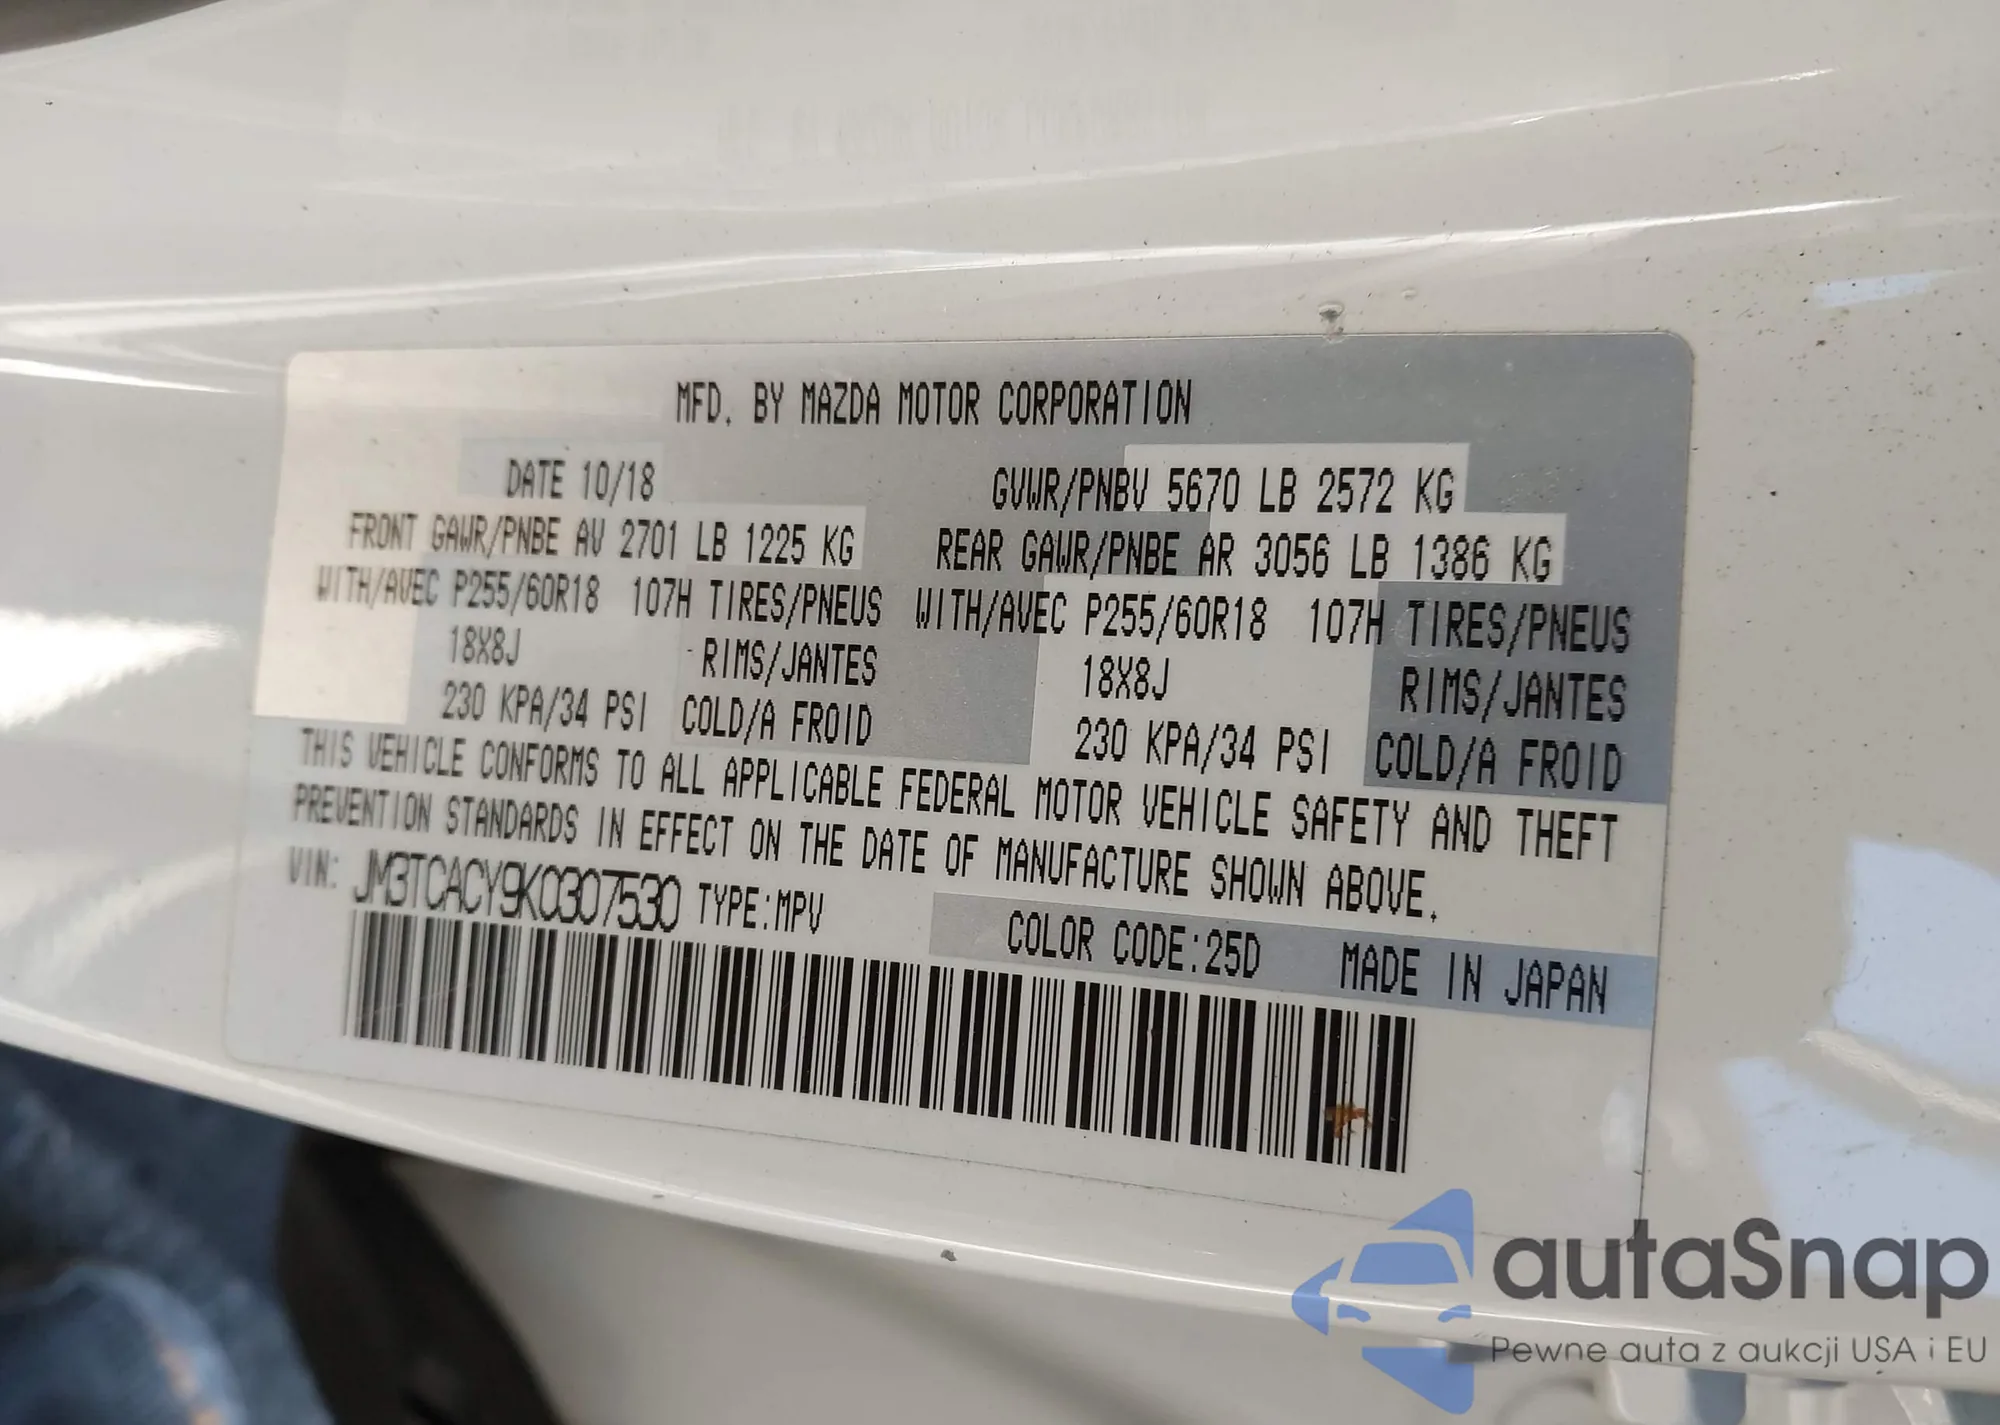 MFD. BY MAZDA MOTOR CORPORATION
DATE 10/18 GVWR/PNBV 5670 LB 2572 KG
FRONT GAWR/PNBE AV 2701 LB 1225 KG REAR GAWR/PNBE AR 3056 LB 1386 KG
WITH/AVEC P255/60R18 107H TIRES/PNEUS WITH/AVEC P255/60R18 107H TIRES/PNEUS
18X8J RIMS/JANTES 18X8J RIMS/JANTES
230 KPA/34 PSI COLD/A FROID 230 KPA/34 PSI COLD/A FROID
THIS VEHICLE CONFORMS TO ALL APPLICABLE FEDERAL MOTOR VEHICLE SAFETY AND THEFT
PREVENTION STANDARDS IN EFFECT ON THE DATE OF MANUFACTURE SHOWN ABOVE.
VIN: JM3TCACY9K0307530 TYPE:MPV
COLOR CODE:25D MADE IN JAPAN
autaSnap
Pewne auta z aukcji USA i EU